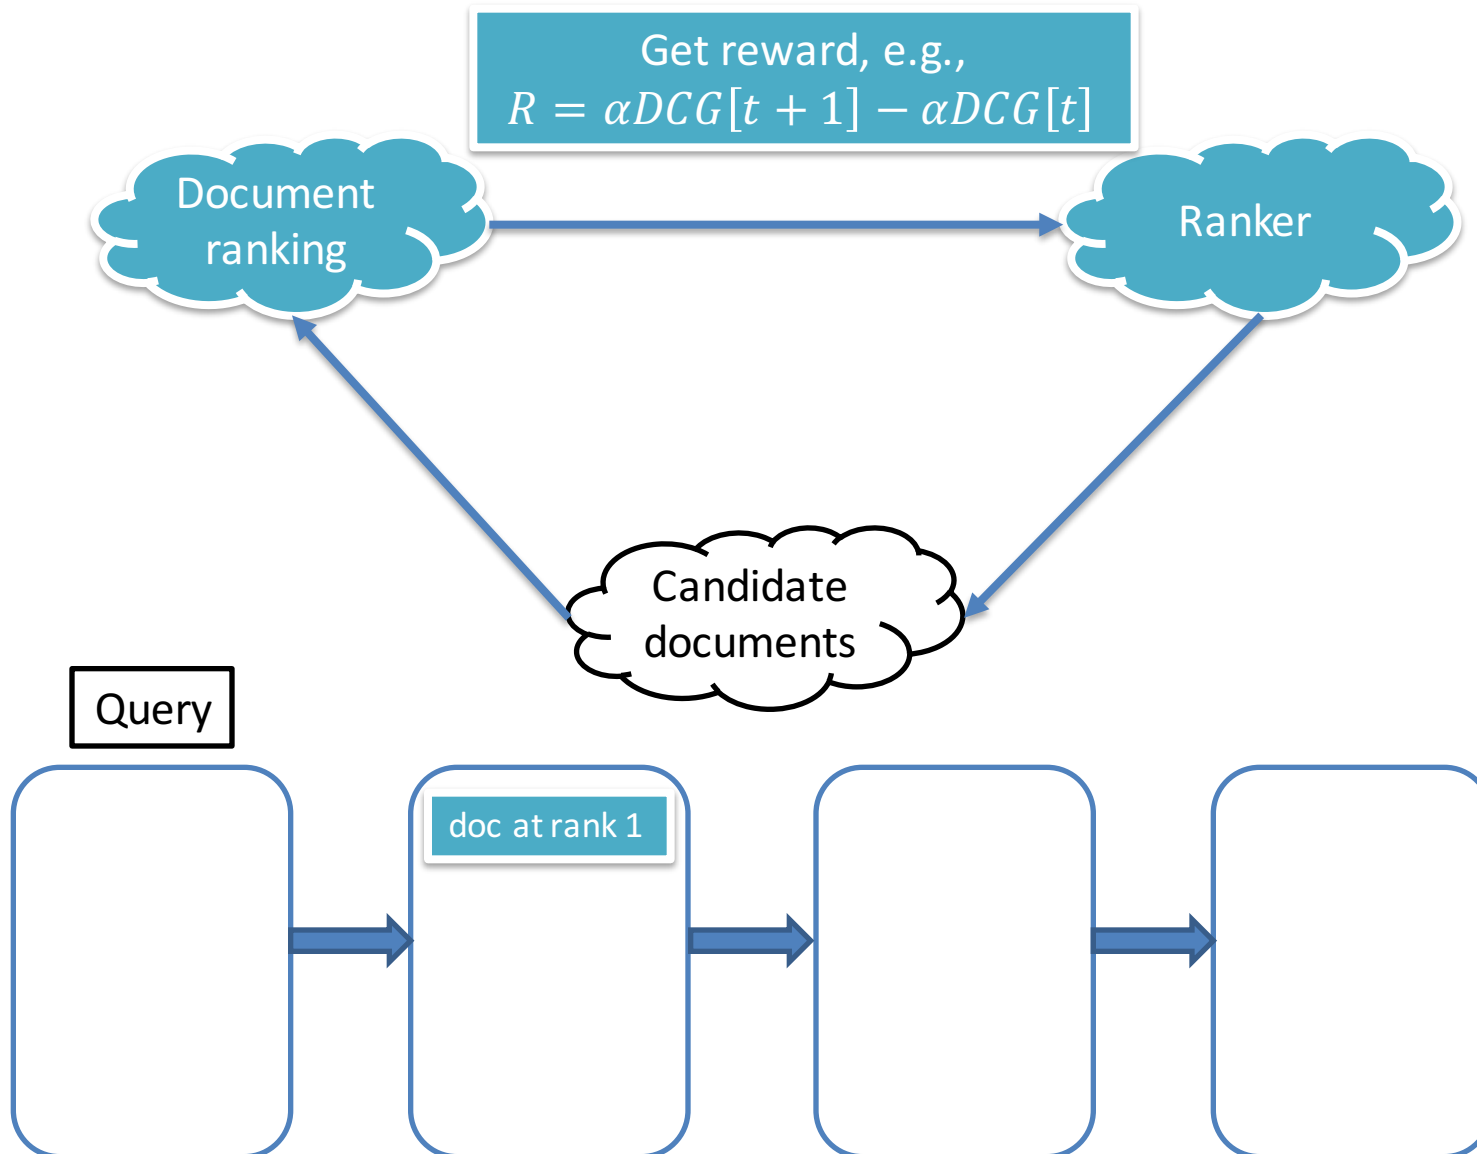 Get reward, e.g.,
𝑅 = 𝛼𝐷𝐶𝐺[𝑡 + 1] − 𝛼𝐷𝐶𝐺[𝑡]
Document
ranking
Ranker
Candidate
documents
Query
doc at rank 1